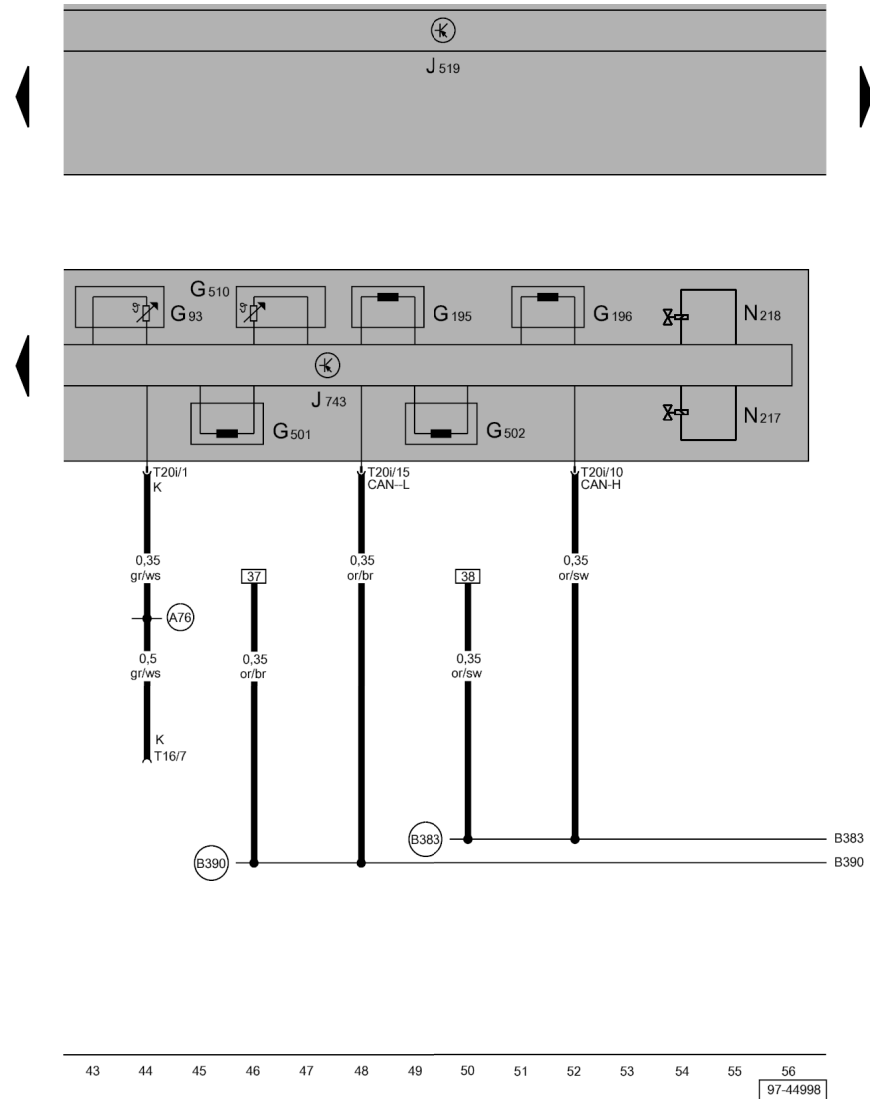 J 519
G 510
G 93
G 195
G 196
N 218
J 743
G 501
G 502
N 217
T20i/1
K
T20i/15
CAN--L
T20i/10
CAN-H
0,35
gr/ws
37
0,35
or/br
38
0,35
or/sw
A76
0,5
gr/ws
0,35
or/br
0,35
or/sw
K
T16/7
B383
B383
B390
B390
43 44 45 46 47 48 49 50 51 52 53 54 55 56
97-44998